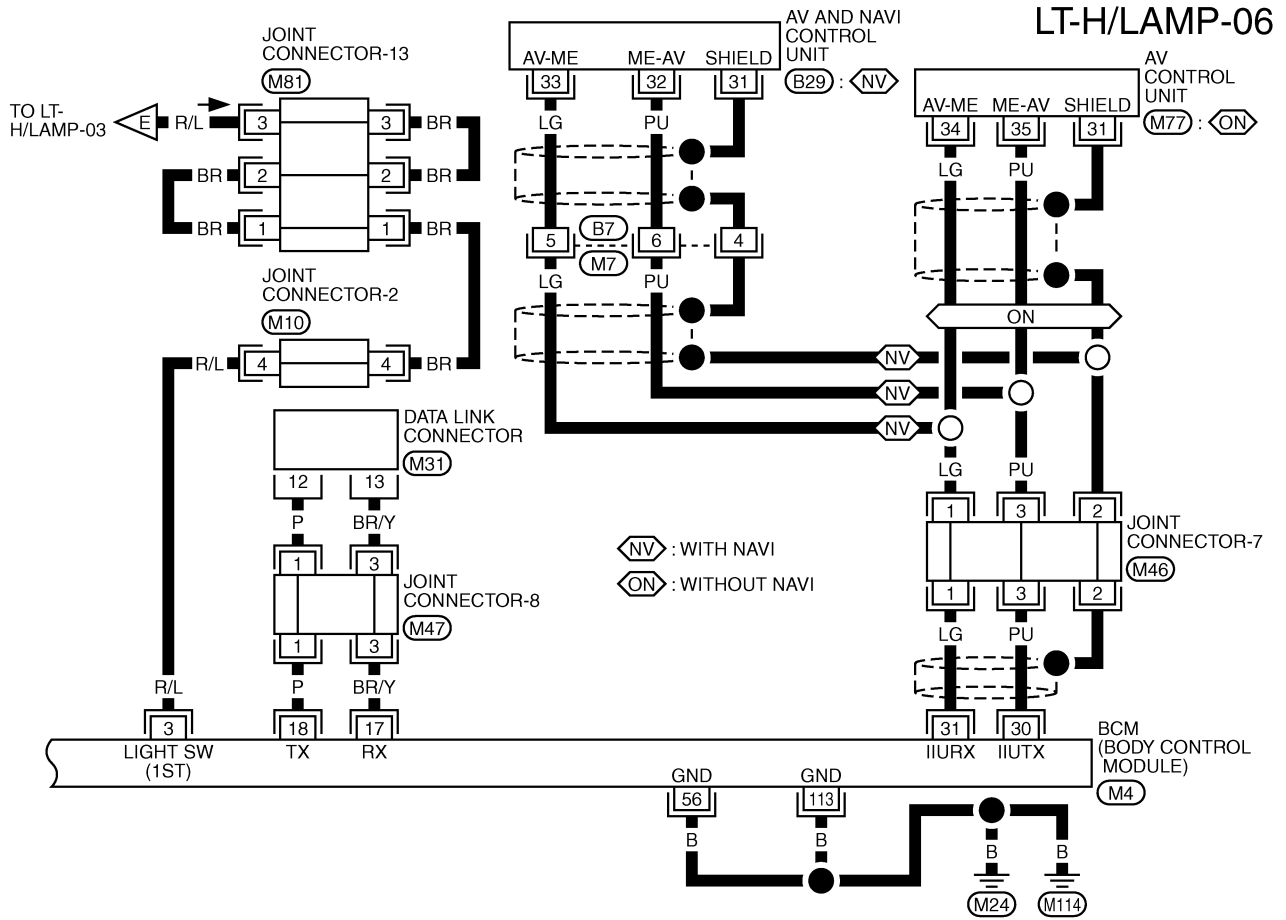 LT-H/LAMP-06
JOINT
CONNECTOR-13
M81
TO LT-
H/LAMP-03
E
R/L
3
3
BR
BR
2
2
BR
BR
1
1
BR
JOINT
CONNECTOR-2
M10
R/L
4
4
BR
DATA LINK
CONNECTOR
M31
12
13
P
BR/Y
1
3
JOINT
CONNECTOR-8
M47
1
3
P
BR/Y
R/L
AV AND NAVI
CONTROL
UNIT
B29 : NV
AV-ME
ME-AV
SHIELD
33
32
31
LG
PU
5
B7
M7
6
4
LG
PU
AV
CONTROL
UNIT
M77 : ON
AV-ME
ME-AV
SHIELD
34
35
31
LG
PU
ON
NV
NV
NV
LG
PU
1
3
2
JOINT
CONNECTOR-7
M46
1
3
2
LG
PU
NV : WITH NAVI
ON : WITHOUT NAVI
3
18
17
31
30
LIGHT SW
(1ST)
TX
RX
IIURX
IIUTX
BCM
(BODY CONTROL
MODULE)
M4
GND
GND
56
113
B
B
B
B
M24
M114